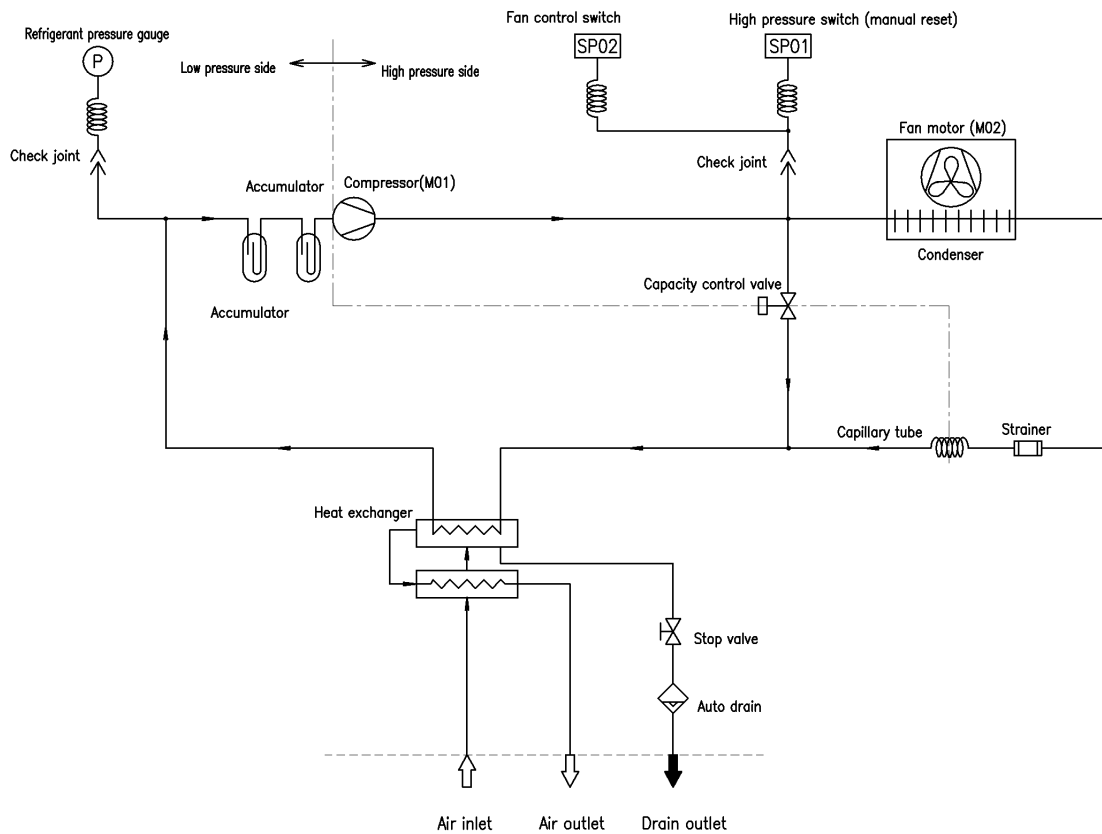 Fan control switch
High pressure switch (manual reset)
Refrigerant pressure gauge
SP02
SP01
P
Low pressure side
High pressure side
Fan motor (M02)
Check joint
Check joint
Accumulator
Compressor(M01)
Condenser
Capacity control valve
Accumulator
Capillary tube
Strainer
Heat exchanger
Stop valve
Auto drain
Air inlet
Air outlet
Drain outlet